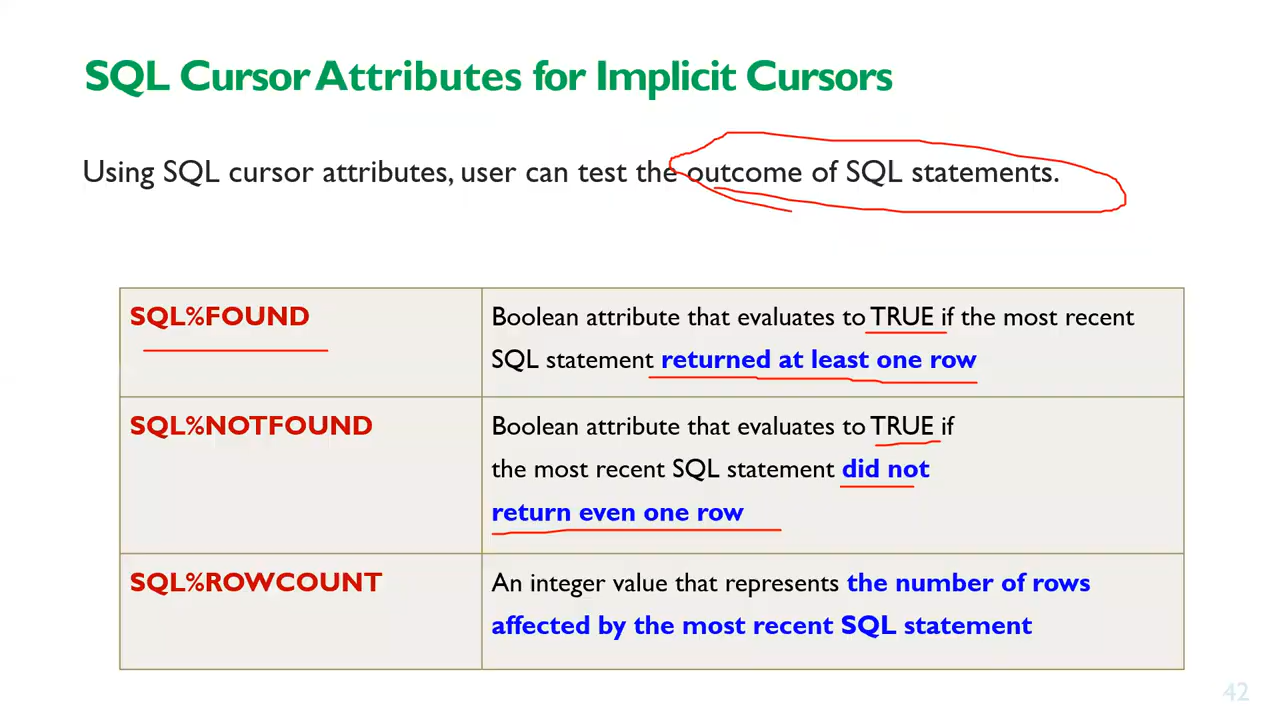 SQL Cursor Attributes for Implicit Cursors
Using SQL cursor attributes, user can test the outcome of SQL statements.
SQL%FOUND
Boolean attribute that evaluates to TRUE if the most recent
SQL statement returned at least one row
SQL%NOTFOUND
Boolean attribute that evaluates to TRUE if
the most recent SQL statement did not
return even one row
SQL%ROWCOUNT
An integer value that represents the number of rows
affected by the most recent SQL statement
42